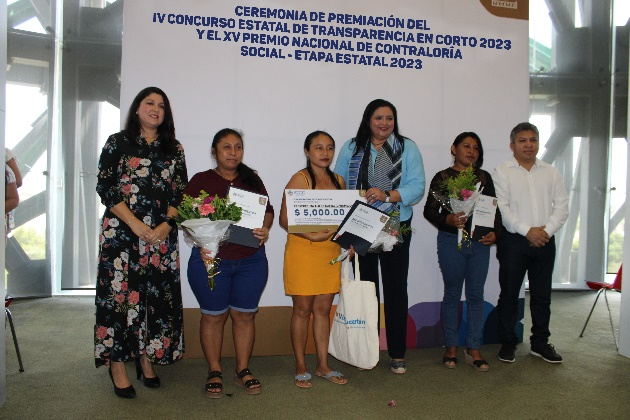 CEREMONIA DE PREMIACIÓN DEL
IV CONCURSO ESTATAL DE TRANSPARENCIA EN CORTO 2023
Y EL XV PREMIO NACIONAL DE CONTRALORÍA
SOCIAL - ETAPA ESTATAL 2023
$ 5,000.00